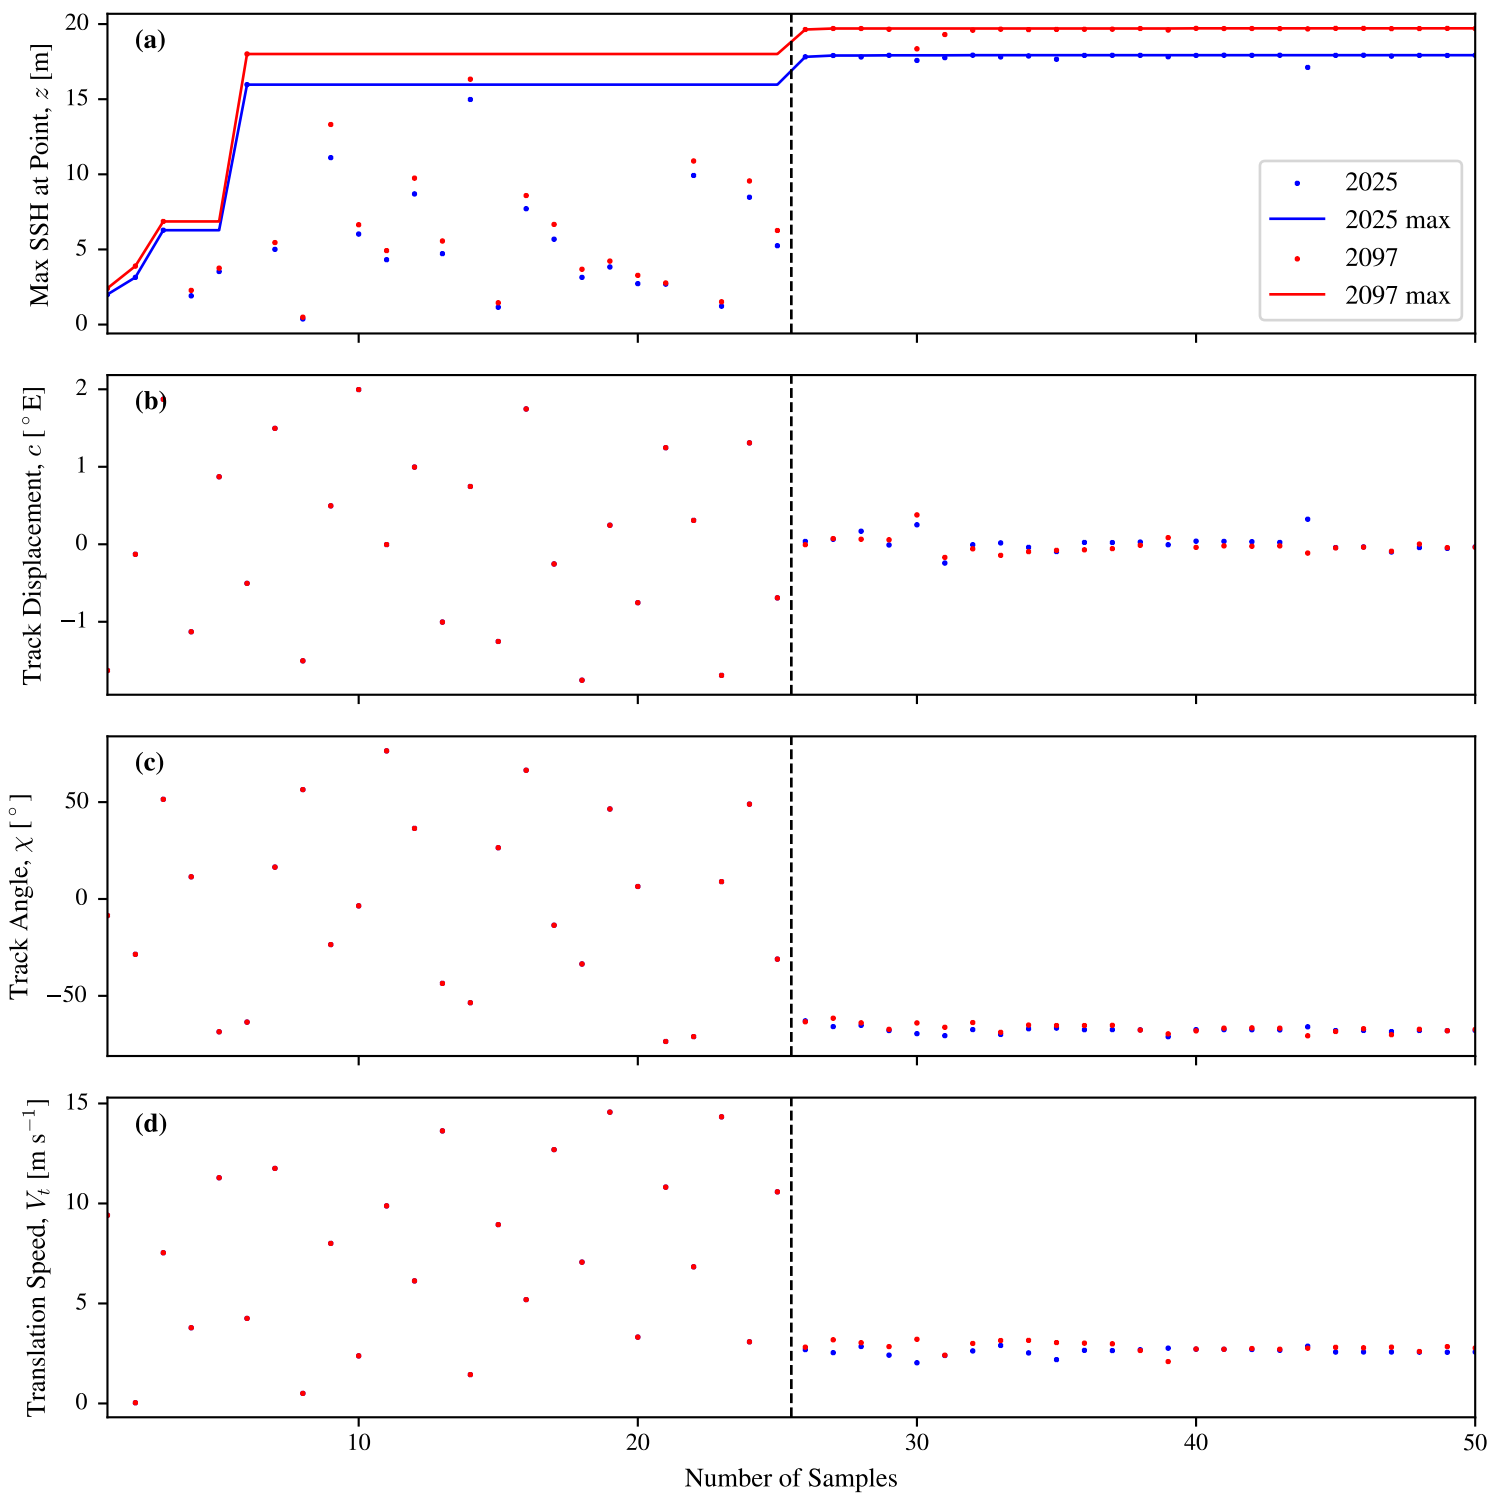 (a)
Max SSH at Point, z [m]
20
15
10
5
0
2025
2025 max
2097
2097 max
(b)
Track Displacement, c [°E]
2
1
0
−1
(c)
Track Angle, χ [°]
50
0
−50
(d)
Translation Speed, Vₜ [m s⁻¹]
15
10
5
0
10 20 30 40 50
Number of Samples